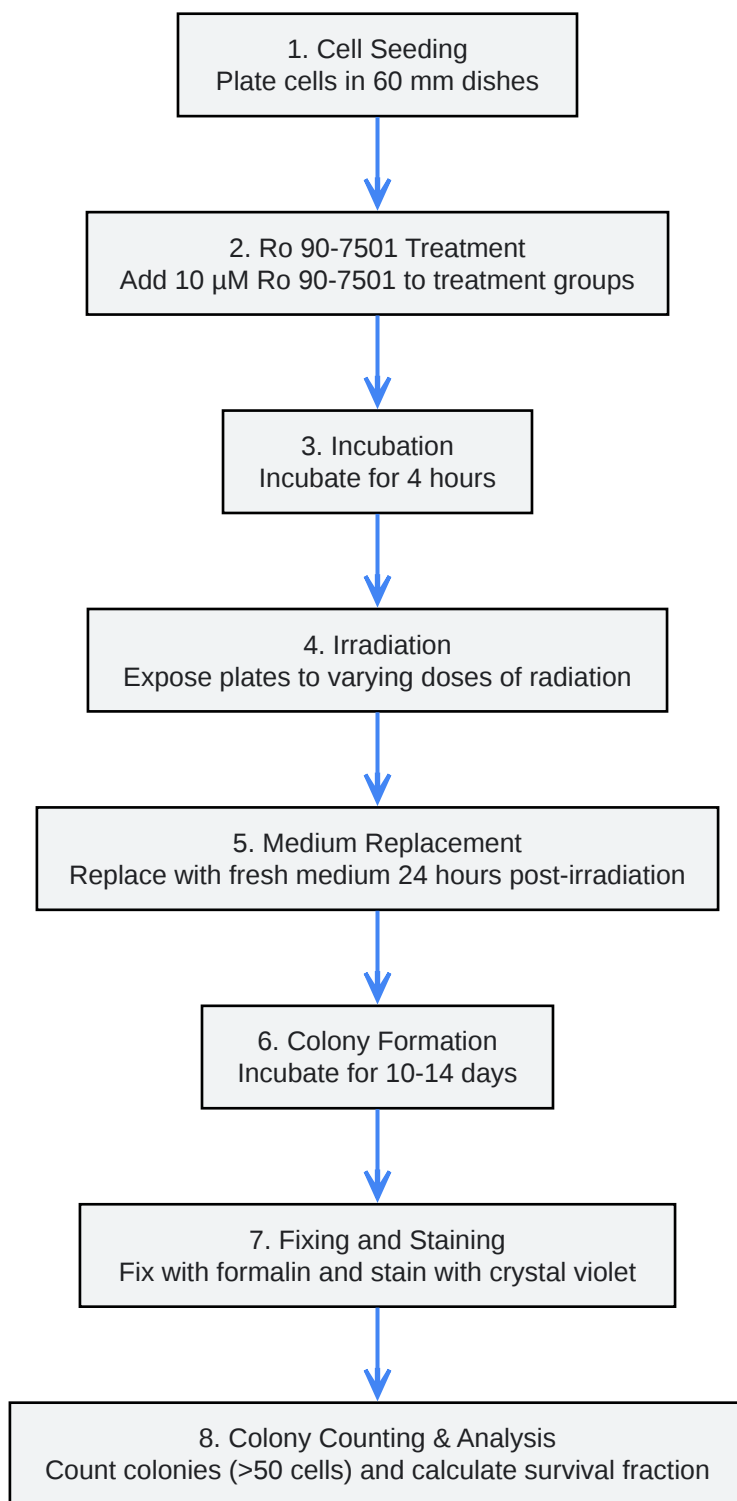 1. Cell Seeding
Plate cells in 60 mm dishes
2. Ro 90-7501 Treatment
Add 10 µM Ro 90-7501 to treatment groups
3. Incubation
Incubate for 4 hours
4. Irradiation
Expose plates to varying doses of radiation
5. Medium Replacement
Replace with fresh medium 24 hours post-irradiation
6. Colony Formation
Incubate for 10-14 days
7. Fixing and Staining
Fix with formalin and stain with crystal violet
8. Colony Counting & Analysis
Count colonies (>50 cells) and calculate survival fraction